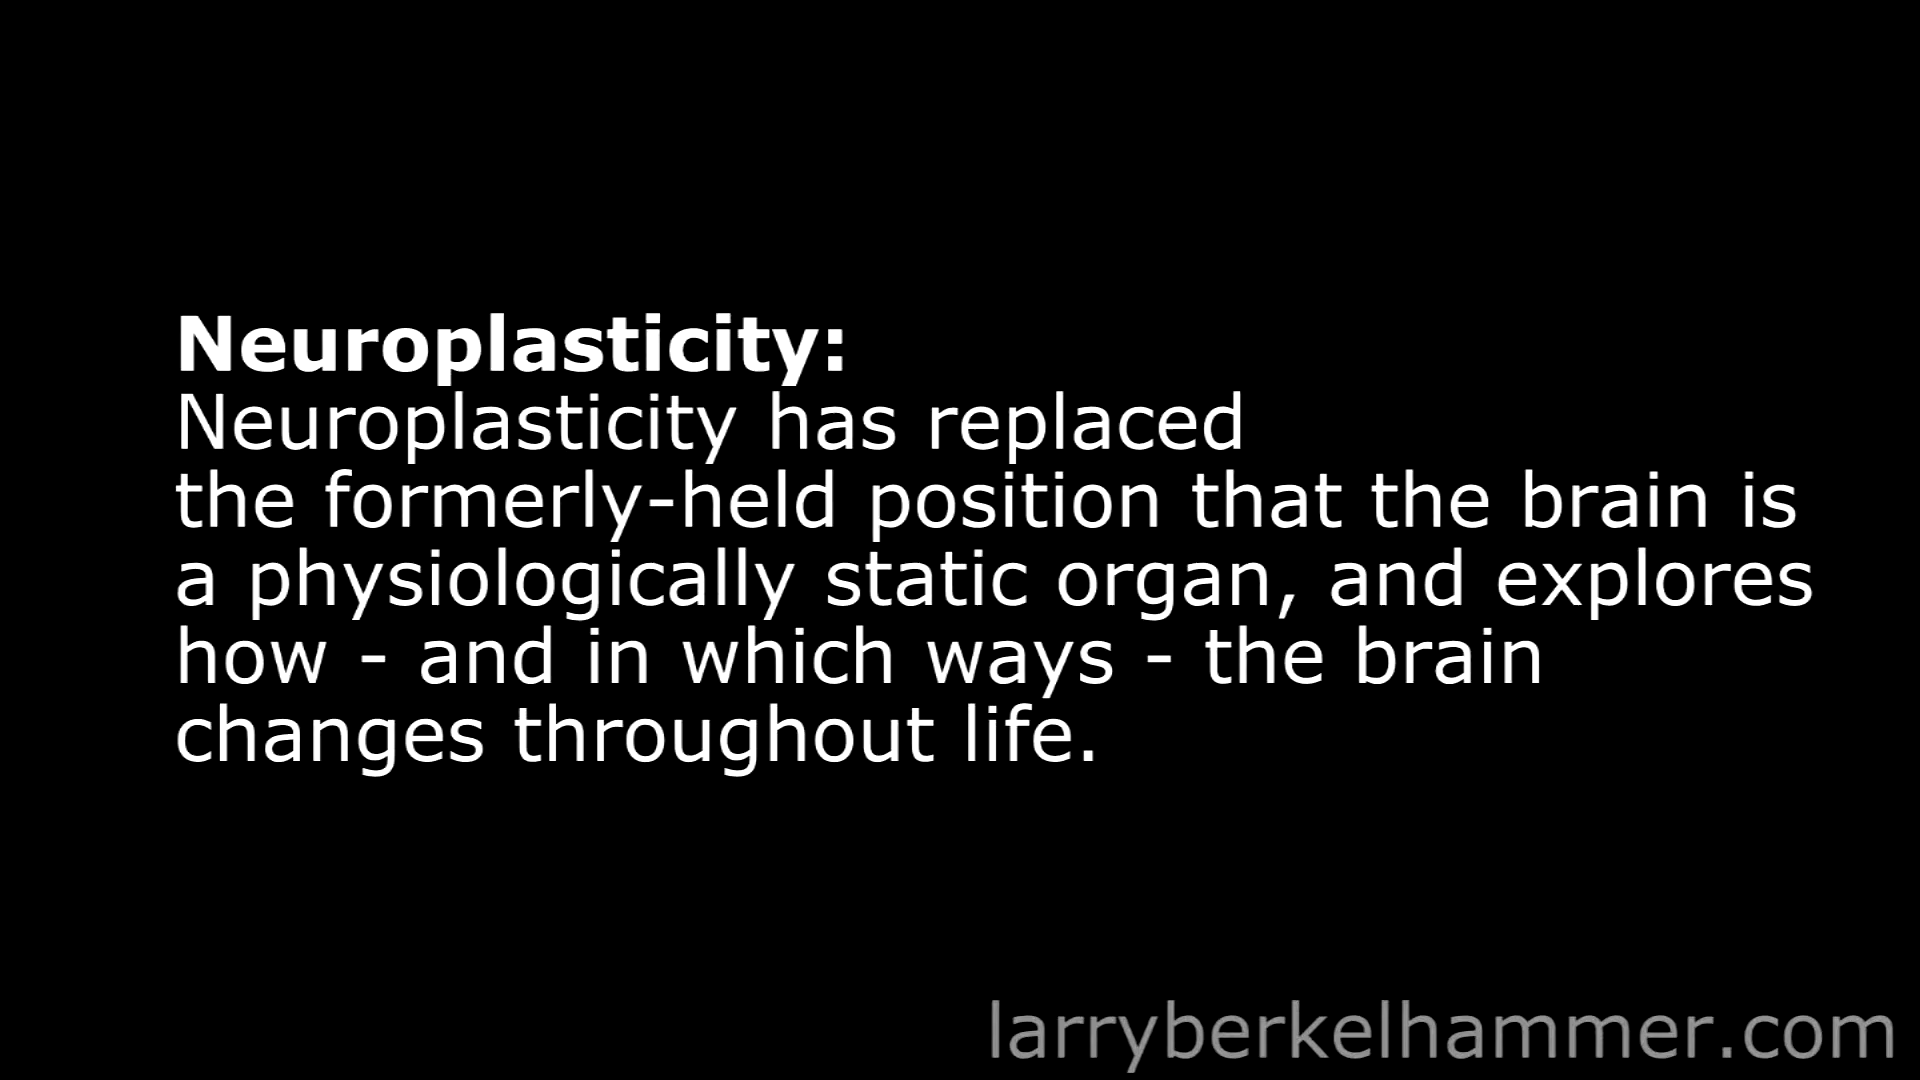 Neuroplasticity:
Neuroplasticity has replaced
the formerly-held position that the brain is
a physiologically static organ, and explores
how - and in which ways - the brain
changes throughout life.
larryberkelhammer.com